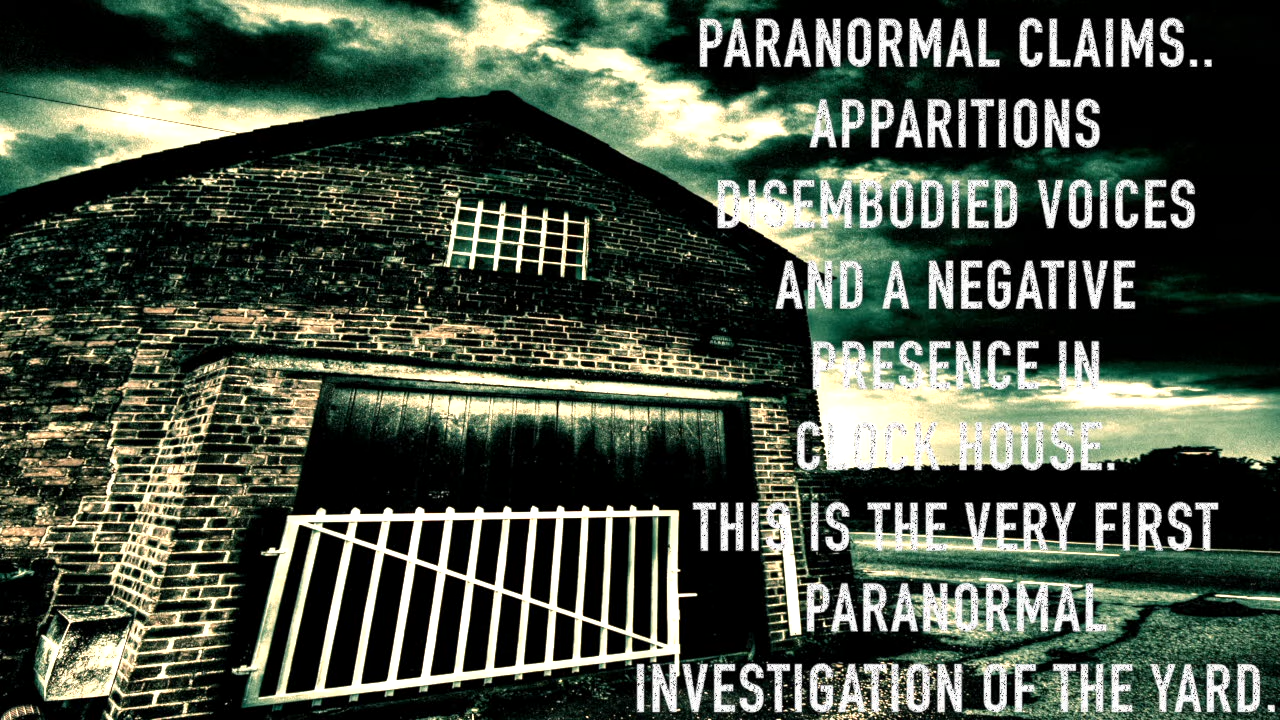 PARANORMAL CLAIMS..
APPARITIONS
DISEMBODIED VOICES
AND A NEGATIVE
PRESENCE IN
CLOCK HOUSE.
THIS IS THE VERY FIRST
PARANORMAL
INVESTIGATION OF THE YARD.